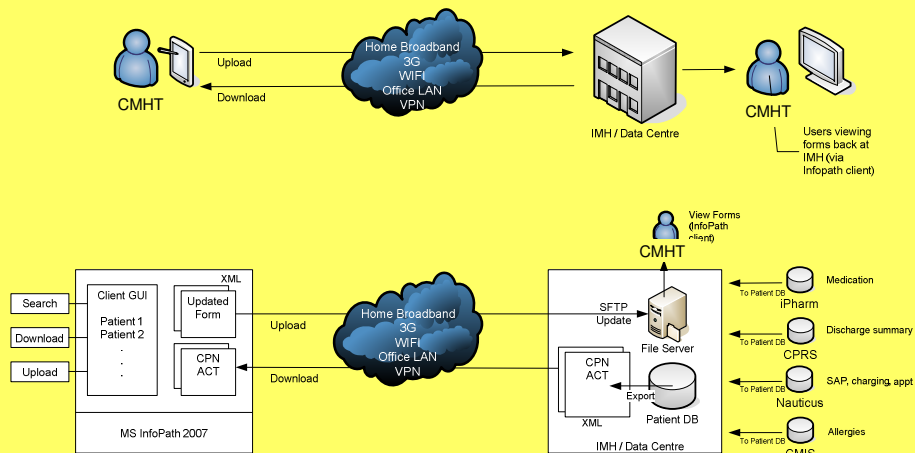 Home Broadband
3G
WIFI
Office LAN
VPN
Upload
Download
CMHT
IMH / Data Centre
CMHT
Users viewing
forms back at
IMH (via
Infopath client)
View Forms
(InfoPath
client)
CMHT
XML
Client GUI
Patient 1
Patient 2
.
.
.
Updated
Form
CPN
ACT
Search
Download
Upload
MS InfoPath 2007
Upload
Download
Home Broadband
3G
WIFI
Office LAN
VPN
SFTP
Update
File Server
CPN
ACT
XML
Export
Patient DB
IMH / Data Centre
To Patient DB
Medication
iPharm
To Patient DB
Discharge summary
CPRS
To Patient DB
SAP, charging, appt
Nauticus
To Patient DB
Allergies
CMIS